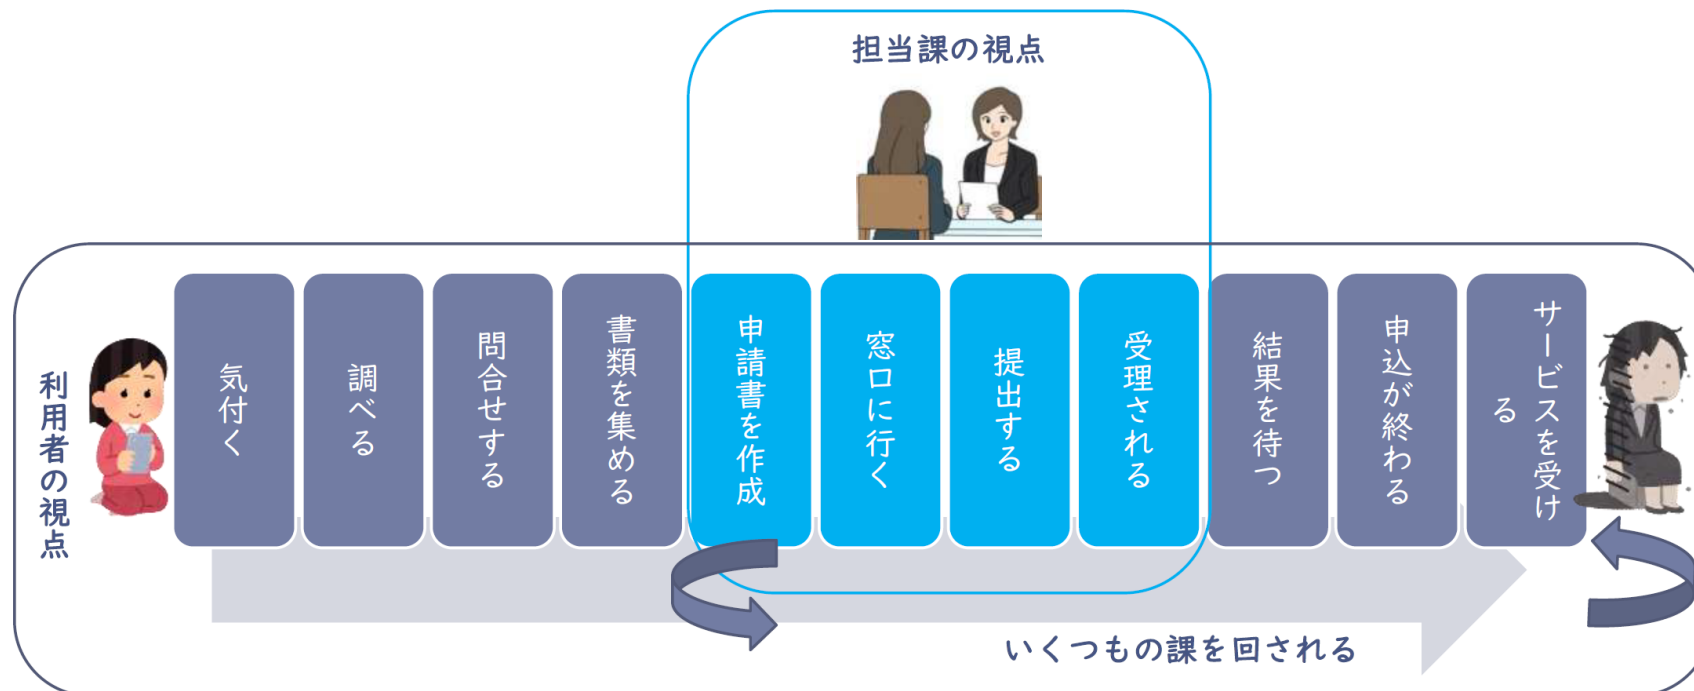 担当課の視点
利用者の視点
気付く
調べる
問合せする
書類を集める
申請書を作成
窓口に行く
提出する
受理される
結果を待つ
申込が終わる
サービスを受け
る
いくつもの課を回される